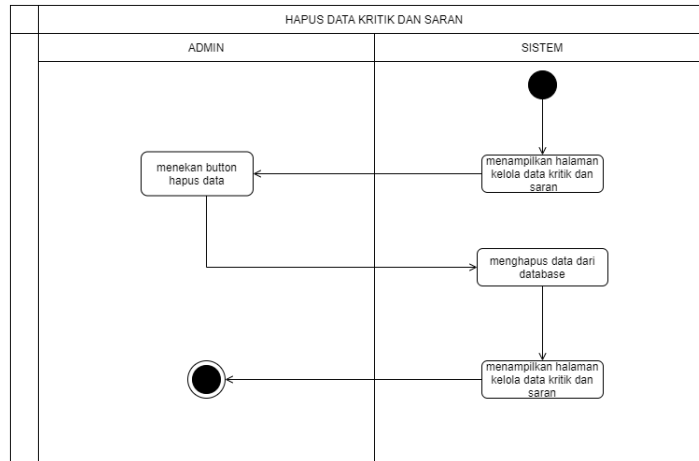 HAPUS DATA KRITIK DAN SARAN
ADMIN
SISTEM
menampilkan halaman
kelola data kritik dan
saran
menekan button
hapus data
menghapus data dari
database
menampilkan halaman
kelola data kritik dan
saran